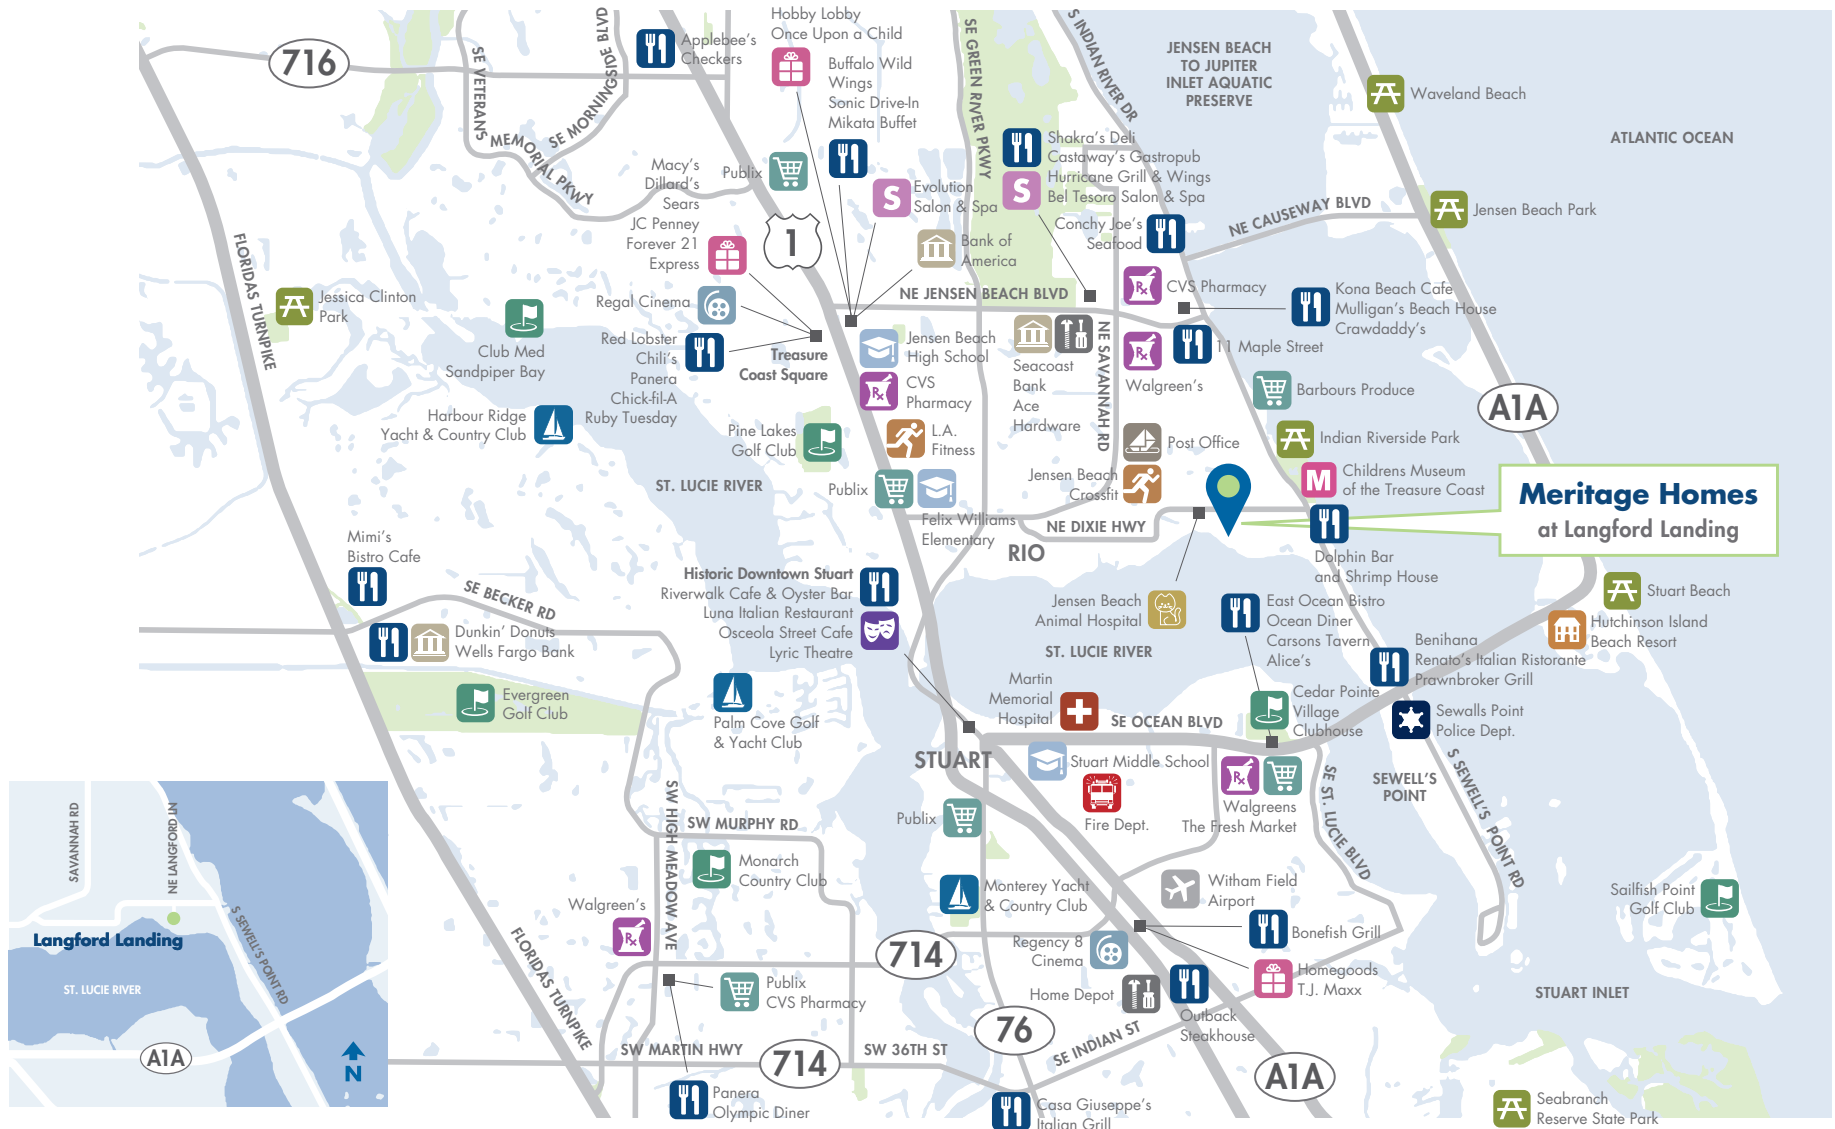 716
SE VETERANS
MEMORIAL PKWY
SE MORNINGSIDE BLVD
Applebee's
Checkers
Hobby Lobby
Once Upon a Child
Buffalo Wild
Wings
Sonic Drive-In
Mikata Buffet
SE GREEN RIVER PKWY
S INDIAN RIVER DR
JENSEN BEACH
TO JUPITER
INLET AQUATIC
PRESERVE
Waveland Beach
ATLANTIC OCEAN
Macy's
Dillard's
Sears
JC Penney
Forever 21
Express
Publix
1
S
Evolution
Salon & Spa
Bank of
America
S
Shakra's Deli
Castaway's Gastropub
Hurricane Grill & Wings
Bel Tesoro Salon & Spa
Conchy Joe's
Seafood
NE CAUSEWAY BLVD
Jensen Beach Park
FLORIDAS TURNPIKE
Jessica Clinton
Park
Club Med
Sandpiper Bay
Regal Cinema
Red Lobster
Chili's
Panera
Chick-fil-A
Ruby Tuesday
Treasure
Coast Square
NE JENSEN BEACH BLVD
Rx
CVS Pharmacy
Kona Beach Cafe
Mulligan's Beach House
Crawdaddy's
Jensen Beach
High School
Rx
CVS
Pharmacy
Seacoast
Bank
Ace
Hardware
NE SAVANNAH RD
Rx
Walgreen's
11 Maple Street
Barbours Produce
A1A
Harbour Ridge
Yacht & Country Club
Pine Lakes
Golf Club
L.A.
Fitness
Post Office
Indian Riverside Park
ST. LUCIE RIVER
Publix
Felix Williams
Elementary
Jensen Beach
Crossfit
M
Childrens Museum
of the Treasure Coast
Meritage Homes
at Langford Landing
NE DIXIE HWY
RIO
Dolphin Bar
and Shrimp House
Mimi's
Bistro Cafe
SE BECKER RD
Dunkin' Donuts
Wells Fargo Bank
Historic Downtown Stuart
Riverwalk Cafe & Oyster Bar
Luna Italian Restaurant
Osceola Street Cafe
Lyric Theatre
Jensen Beach
Animal Hospital
ST. LUCIE RIVER
East Ocean Bistro
Ocean Diner
Carsons Tavern
Alice's
Stuart Beach
Hutchinson Island
Beach Resort
Benihana
Renato's Italian Ristorante
Prawnbroker Grill
Evergreen
Golf Club
Palm Cove Golf
& Yacht Club
Martin
Memorial
Hospital
SE OCEAN BLVD
Cedar Pointe
Village
Clubhouse
Sewalls Point
Police Dept.
STUART
Stuart Middle School
Fire Dept.
Rx
Walgreens
The Fresh Market
SE ST. LUCIE BLVD
SEWELL'S
POINT
S SEWELL'S POINT RD
SW HIGH MEADOW AVE
SW MURPHY RD
Publix
Monarch
Country Club
Monterey Yacht
& Country Club
Witham Field
Airport
Sailfish Point
Golf Club
Walgreen's
Rx
FLORIDAS TURNPIKE
714
Regency 8
Cinema
Bonefish Grill
Homegoods
T.J. Maxx
Publix
CVS Pharmacy
Home Depot
Outback
Steakhouse
STUART INLET
76
SE INDIAN ST
SW MARTIN HWY
714
SW 36TH ST
A1A
Panera
Olympic Diner
Casa Giuseppe's
Italian Grill
Seabranch
Reserve State Park
SAVANNAH RD
NE LANGFORD LN
S SEWELL'S POINT RD
Langford Landing
ST. LUCIE RIVER
A1A
N